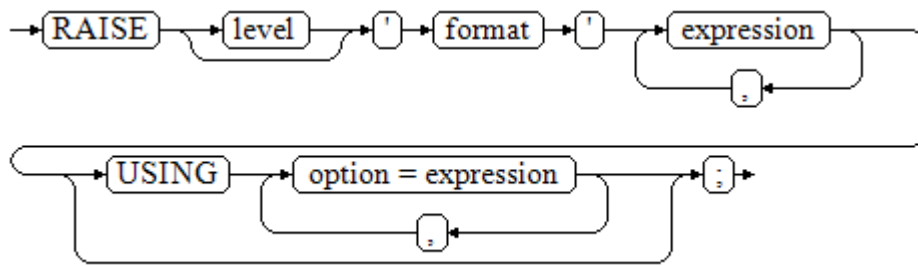 RAISE level ' format ' expression
,
USING option = expression ;
,